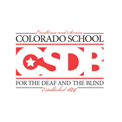 Excellence and Service
COLORADO SCHOOL
CSDB
FOR THE DEAF AND THE BLIND
Established 1874